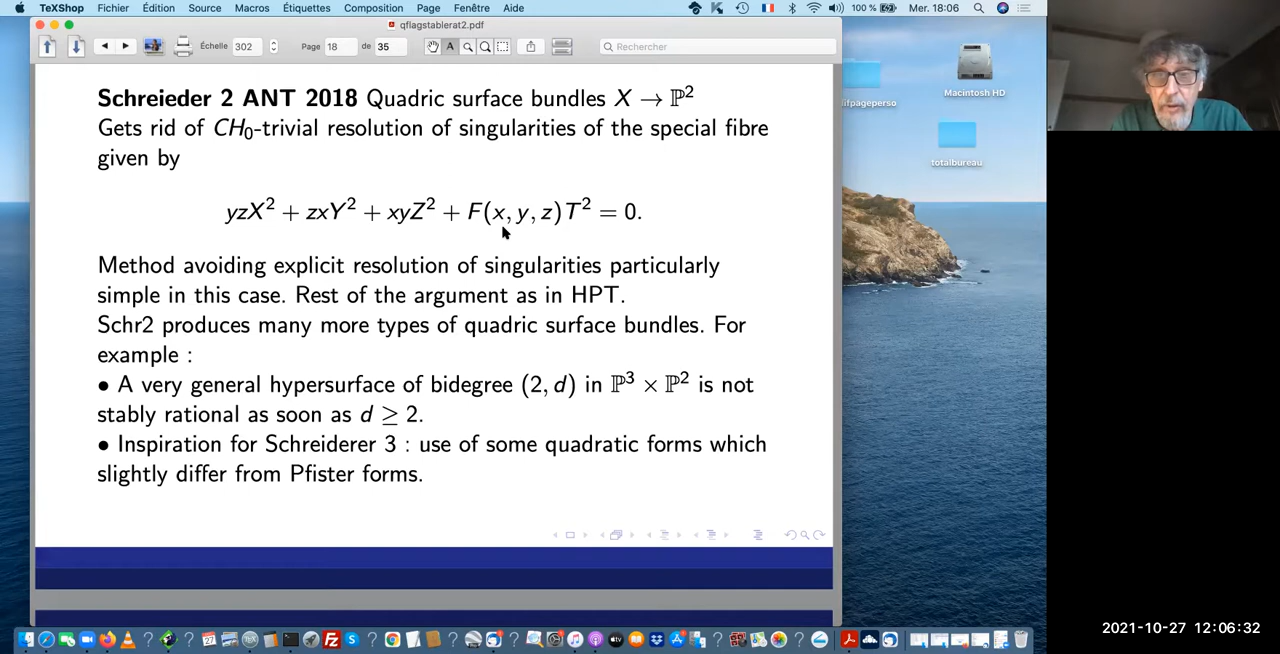 TeXShop Fichier Édition Source Macros Étiquettes Composition Page Fenêtre Aide 100 % Mer. 18:06
qflagstablerat2.pdf
Échelle 302 Page 18 de 35 Rechercher
Schreieder 2 ANT 2018 Quadric surface bundles X → ℙ²
Gets rid of CH₀-trivial resolution of singularities of the special fibre
given by
yzX² + zxY² + xyZ² + F(x, y, z)T² = 0.
Method avoiding explicit resolution of singularities particularly
simple in this case. Rest of the argument as in HPT.
Schr2 produces many more types of quadric surface bundles. For
example :
• A very general hypersurface of bidegree (2, d) in ℙ³ × ℙ² is not
stably rational as soon as d ≥ 2.
• Inspiration for Schreiderer 3 : use of some quadratic forms which
slightly differ from Pfister forms.
lifpageperso
Macintosh HD
totalbureau
2021-10-27 12:06:32